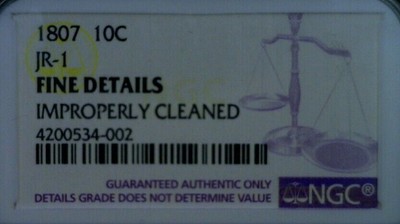 1807 10C
JR-1
FINE DETAILS
IMPROPERLY CLEANED
4200534-002
GUARANTEED AUTHENTIC ONLY
DETAILS GRADE DOES NOT DETERMINE VALUE
NGC®